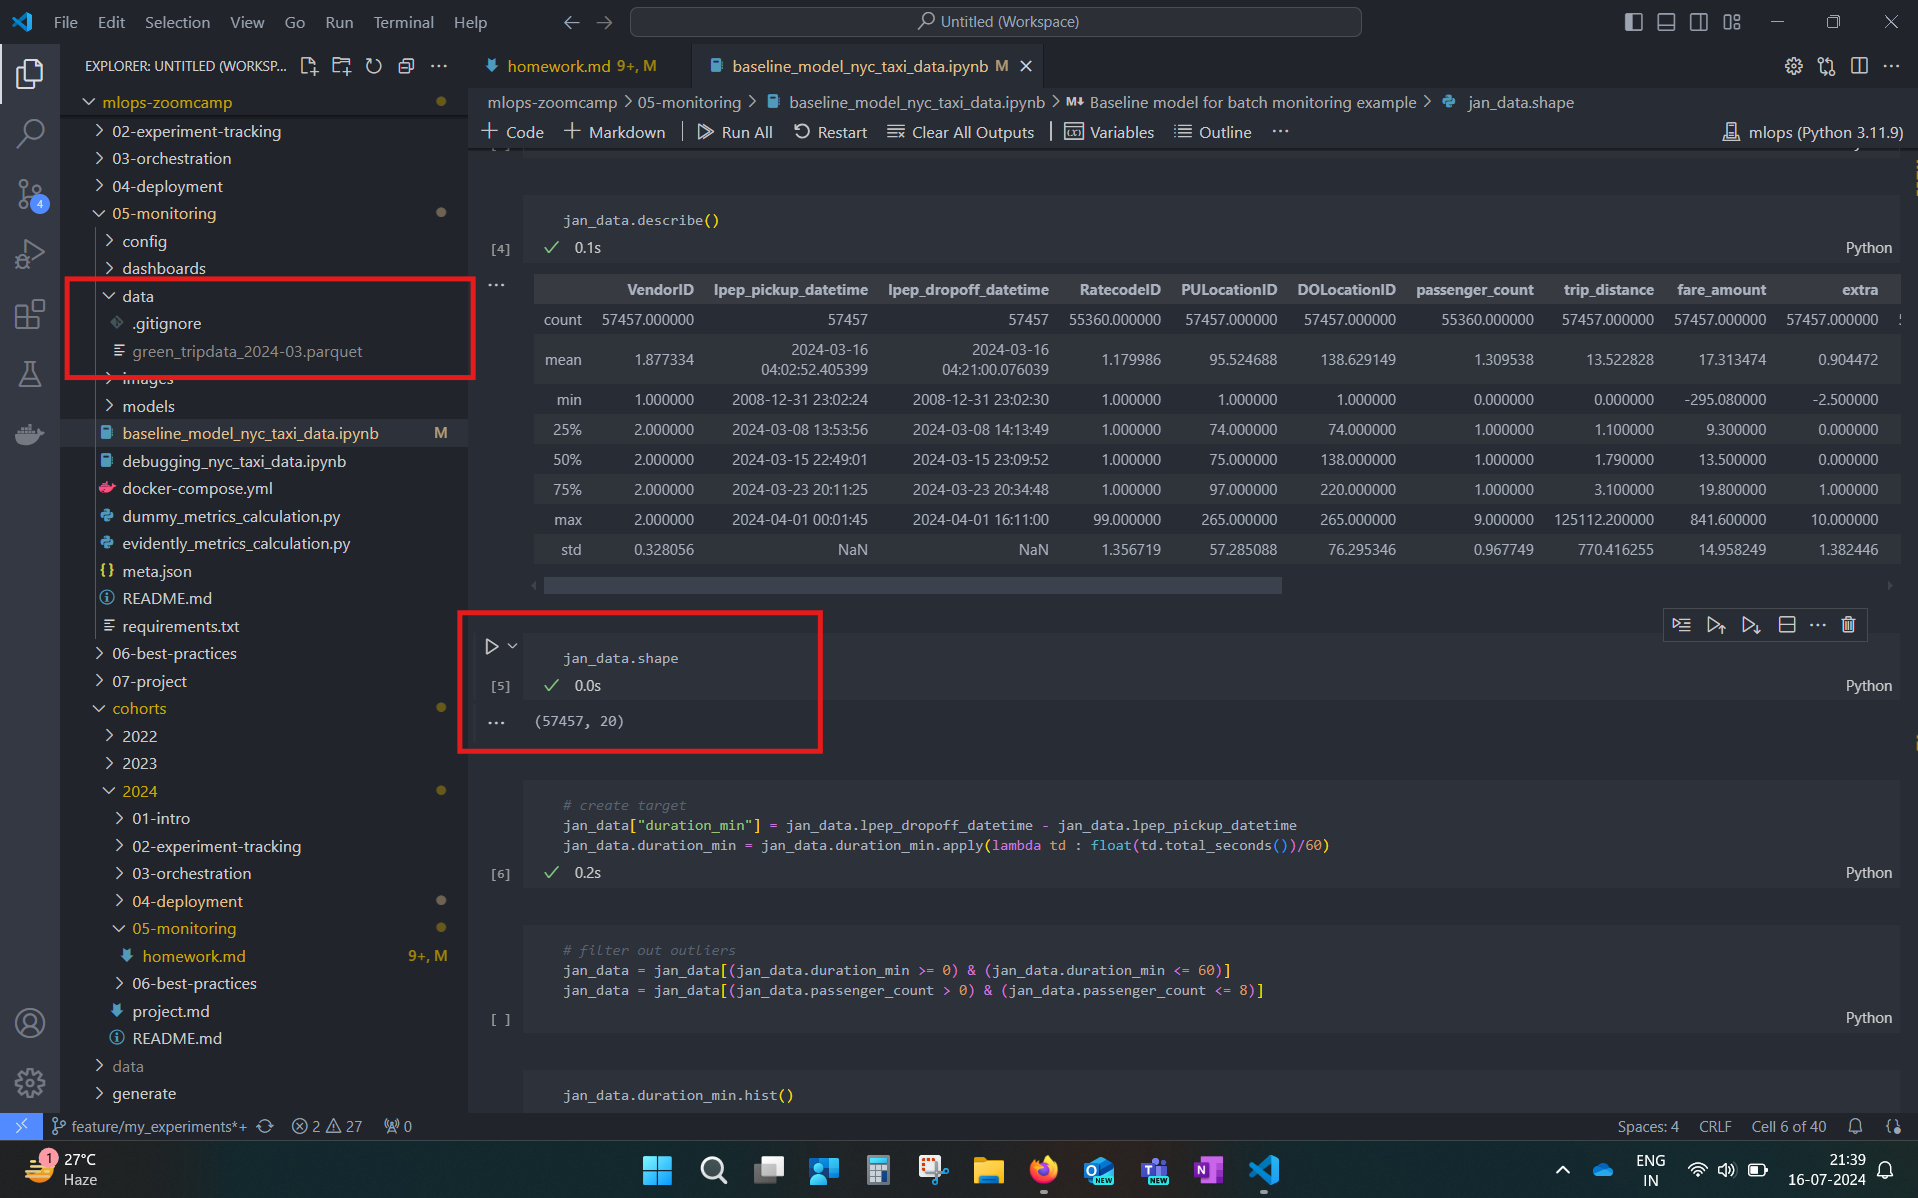 File Edit Selection View Go Run Terminal Help
Untitled (Workspace)
EXPLORER: UNTITLED (WORKSP...
homework.md 9+, M
baseline_model_nyc_taxi_data.ipynb M
mlops-zoomcamp > 05-monitoring > baseline_model_nyc_taxi_data.ipynb > M↓ Baseline model for batch monitoring example > jan_data.shape
+ Code + Markdown | Run All Restart Clear All Outputs | Variables Outline ...
mlops (Python 3.11.9)
mlops-zoomcamp
02-experiment-tracking
03-orchestration
04-deployment
05-monitoring
config
dashboards
data
.gitignore
green_tripdata_2024-03.parquet
images
models
baseline_model_nyc_taxi_data.ipynb M
debugging_nyc_taxi_data.ipynb
docker-compose.yml
dummy_metrics_calculation.py
evidently_metrics_calculation.py
meta.json
README.md
requirements.txt
06-best-practices
07-project
cohorts
2022
2023
2024
01-intro
02-experiment-tracking
03-orchestration
04-deployment
05-monitoring
homework.md 9+, M
06-best-practices
project.md
README.md
data
generate
4
jan_data.describe()
[4] 0.1s
Python
VendorID lpep_pickup_datetime lpep_dropoff_datetime RatecodeID PULocationID DOLocationID passenger_count trip_distance fare_amount extra
count 57457.000000 57457 57457 55360.000000 57457.000000 57457.000000 55360.000000 57457.000000 57457.000000 57457.000000
mean 1.877334 2024-03-16 04:02:52.405399 2024-03-16 04:21:00.076039 1.179986 95.524688 138.629149 1.309538 13.522828 17.313474 0.904472
min 1.000000 2008-12-31 23:02:24 2008-12-31 23:02:30 1.000000 1.000000 1.000000 0.000000 0.000000 -295.080000 -2.500000
25% 2.000000 2024-03-08 13:53:56 2024-03-08 14:13:49 1.000000 74.000000 74.000000 1.000000 1.100000 9.300000 0.000000
50% 2.000000 2024-03-15 22:49:01 2024-03-15 23:09:52 1.000000 75.000000 138.000000 1.000000 1.790000 13.500000 0.000000
75% 2.000000 2024-03-23 20:11:25 2024-03-23 20:34:48 1.000000 97.000000 220.000000 1.000000 3.100000 19.800000 1.000000
max 2.000000 2024-04-01 00:01:45 2024-04-01 16:11:00 99.000000 265.000000 265.000000 9.000000 125112.200000 841.600000 10.000000
std 0.328056 NaN NaN 1.356719 57.285088 76.295346 0.967749 770.416255 14.958249 1.382446
jan_data.shape
[5] 0.0s
Python
(57457, 20)
# create target
jan_data["duration_min"] = jan_data.lpep_dropoff_datetime - jan_data.lpep_pickup_datetime
jan_data.duration_min = jan_data.duration_min.apply(lambda td : float(td.total_seconds())/60)
[6] 0.2s
Python
# filter out outliers
jan_data = jan_data[(jan_data.duration_min >= 0) & (jan_data.duration_min <= 60)]
jan_data = jan_data[(jan_data.passenger_count > 0) & (jan_data.passenger_count <= 8)]
[ ]
Python
jan_data.duration_min.hist()
feature/my_experiments*+ 2 27 0
Spaces: 4 CRLF Cell 6 of 40
1
27°C
Haze
NEW
NEW
ENG
IN
21:39
16-07-2024